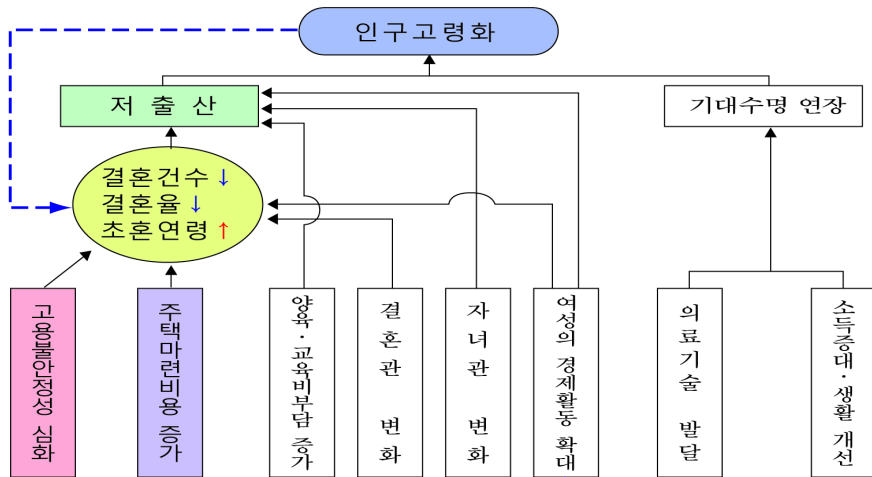 인구고령화
저 출 산
기대수명 연장
결혼건수↓
결혼율↓
초혼연령↑
고용불안정성 심화
주택마련비용 증가
양육·교육비부담 증가
결혼관 변화
자녀관 변화
여성의 경제활동 확대
의료기술 발달
소득증대·생활 개선